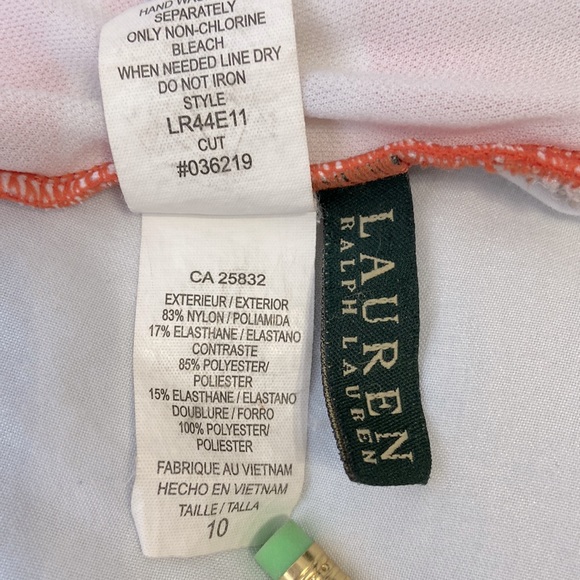 HAND WASH
SEPARATELY
ONLY NON-CHLORINE
BLEACH
WHEN NEEDED LINE DRY
DO NOT IRON
STYLE
LR44E11
CUT
#036219
CA 25832
EXTERIEUR / EXTERIOR
83% NYLON / POLIAMIDA
17% ELASTHANE / ELASTANO
CONTRASTE
85% POLYESTER/
POLIESTER
15% ELASTHANE / ELASTANO
DOUBLURE / FORRO
100% POLYESTER/
POLIESTER
FABRIQUE AU VIETNAM
HECHO EN VIETNAM
TAILLE / TALLA
10
LAUREN
RALPH LAUREN